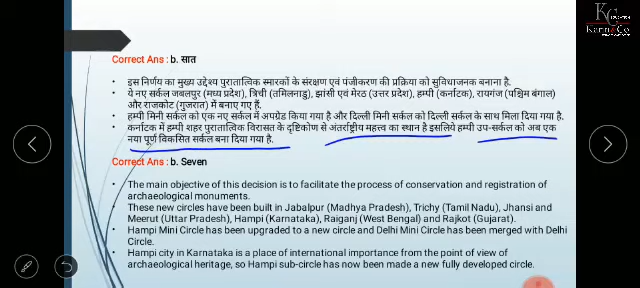 KC
Karn&Co
Correct Ans : b. सात
• इस निर्णय का मुख्य उद्देश्य पुरातात्विक स्मारकों के संरक्षण एवं पंजीकरण की प्रक्रिया को सुविधाजनक बनाना है.
• ये नए सर्कल जबलपुर (मध्य प्रदेश), त्रिची (तमिलनाडु), झांसी एवं मेरठ (उत्तर प्रदेश), हम्पी (कर्नाटक), रायगंज (पश्चिम बंगाल)
और राजकोट (गुजरात) में बनाए गए हैं.
• हम्पी मिनी सर्कल को एक नए सर्कल में अपग्रेड किया गया है और दिल्ली मिनी सर्कल को दिल्ली सर्कल के साथ मिला दिया गया है.
• कर्नाटक में हम्पी शहर पुरातात्विक विरासत के दृष्टिकोण से अंतर्राष्ट्रीय महत्त्व का स्थान है इसलिये हम्पी उप-सर्कल को अब एक
नया पूर्ण विकसित सर्कल बना दिया गया है.
Correct Ans : b. Seven
• The main objective of this decision is to facilitate the process of conservation and registration of
archaeological monuments.
• These new circles have been built in Jabalpur (Madhya Pradesh), Trichy (Tamil Nadu), Jhansi and
Meerut (Uttar Pradesh), Hampi (Karnataka), Raiganj (West Bengal) and Rajkot (Gujarat).
• Hampi Mini Circle has been upgraded to a new circle and Delhi Mini Circle has been merged with Delhi
Circle.
• Hampi city in Karnataka is a place of international importance from the point of view of
archaeological heritage, so Hampi sub-circle has now been made a new fully developed circle.